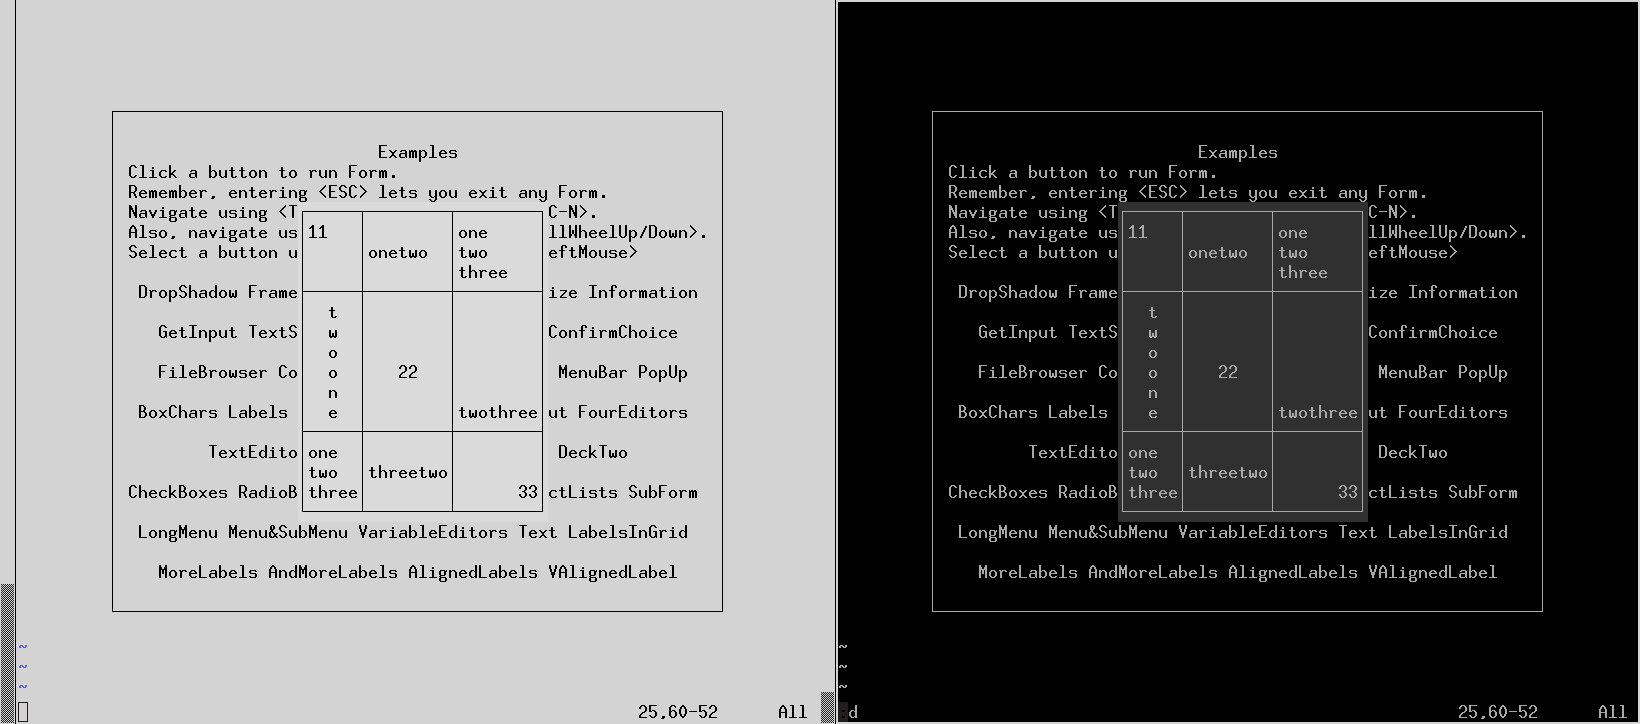 Examples
Click a button to run Form.
Remember, entering <ESC> lets you exit any Form.
Navigate using <T C-N>.
Also, navigate us llWheelUp/Down>.
Select a button u eftMouse>
DropShadow Frame ize Information
GetInput TextS ConfirmChoice
FileBrowser Co MenuBar PopUp
BoxChars Labels ut FourEditors
TextEdito DeckTwo
CheckBoxes RadioB ctLists SubForm
LongMenu Menu&SubMenu VariableEditors Text LabelsInGrid
MoreLabels AndMoreLabels AlignedLabels VAlignedLabel
11
onetwo
one
two
three
t
w
o
o
n
e
22
twothree
one
two
three
threetwo
33
~
~
~
25,60-52 All
Examples
Click a button to run Form.
Remember, entering <ESC> lets you exit any Form.
Navigate using <T C-N>.
Also, navigate us llWheelUp/Down>.
Select a button u eftMouse>
DropShadow Frame ize Information
GetInput TextS ConfirmChoice
FileBrowser Co MenuBar PopUp
BoxChars Labels ut FourEditors
TextEdito DeckTwo
CheckBoxes RadioB ctLists SubForm
LongMenu Menu&SubMenu VariableEditors Text LabelsInGrid
MoreLabels AndMoreLabels AlignedLabels VAlignedLabel
11
onetwo
one
two
three
t
w
o
o
n
e
22
twothree
one
two
three
threetwo
33
~
~
~
:d 25,60-52 All